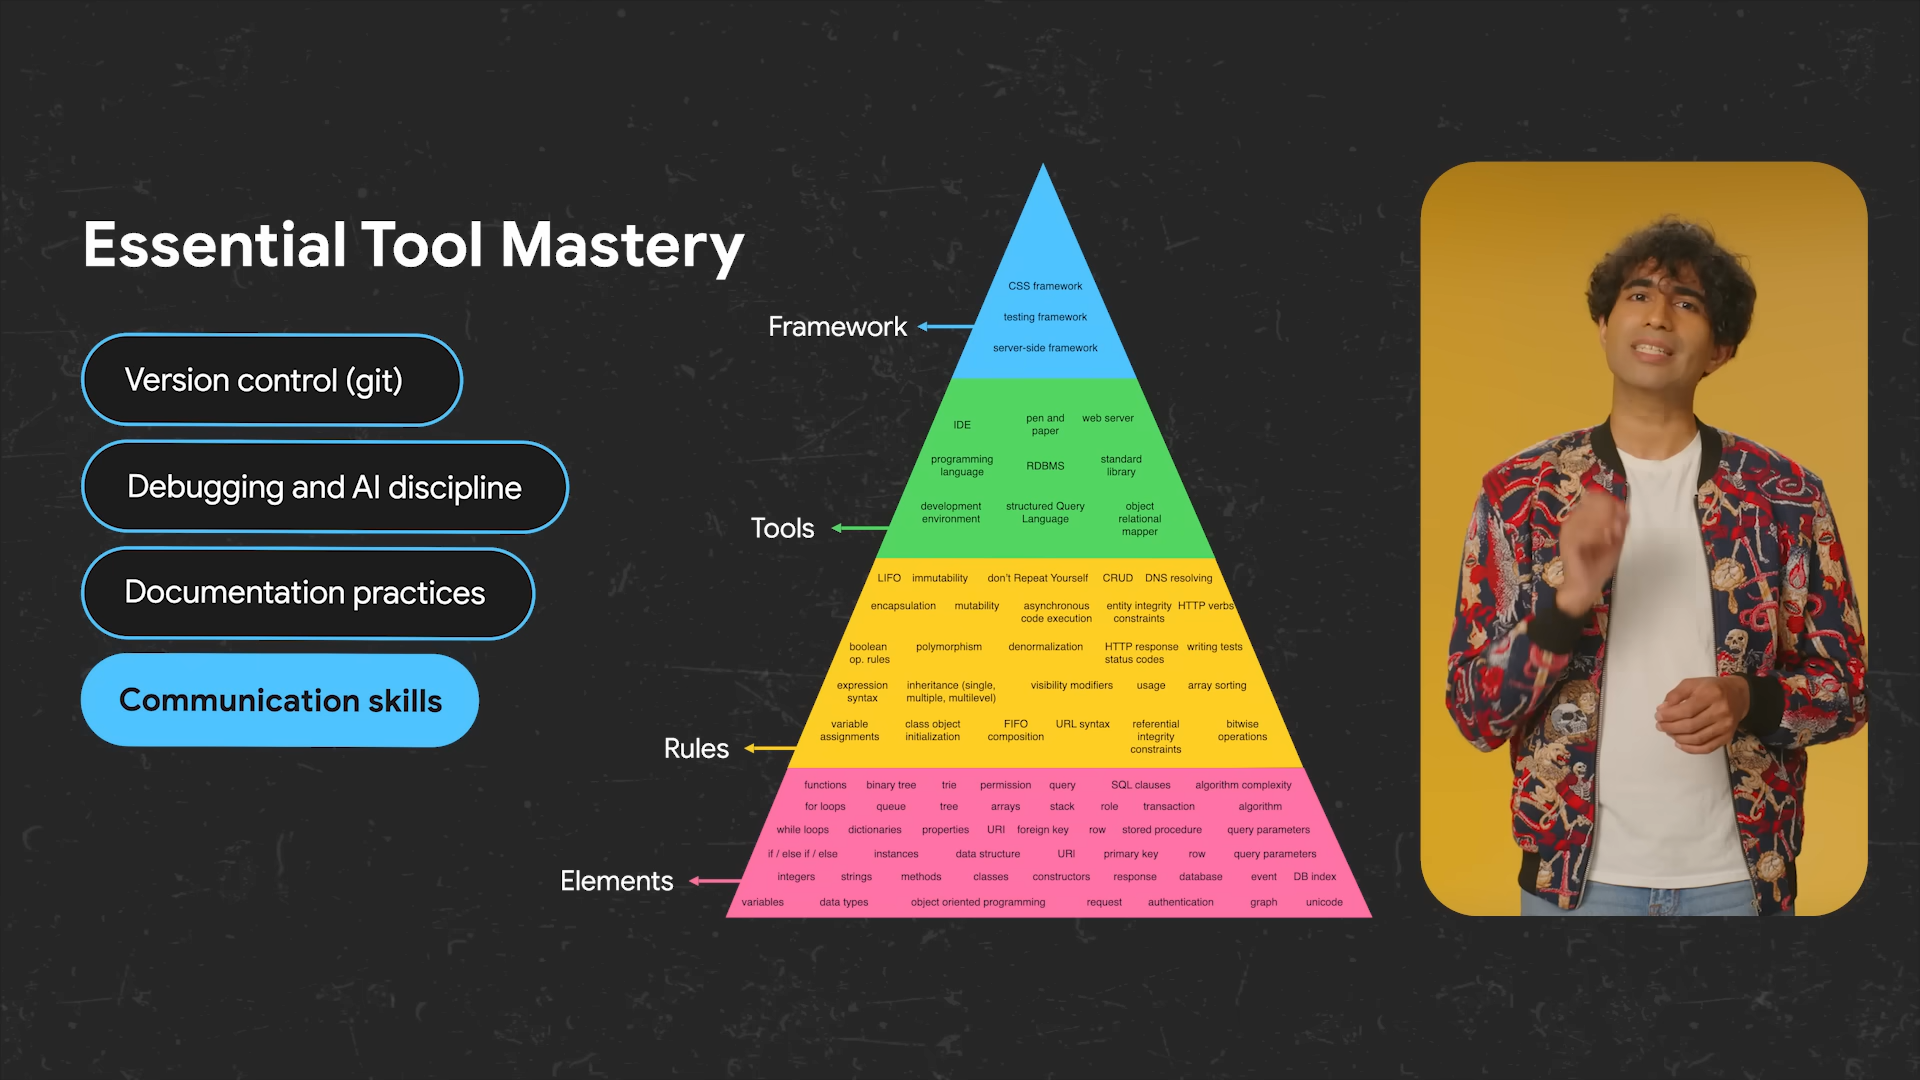 Essential Tool Mastery
Version control (git)
Debugging and AI discipline
Documentation practices
Communication skills
Framework
CSS framework
testing framework
server-side framework
Tools
IDE
pen and
paper
web server
programming
language
RDBMS
standard
library
development
environment
structured Query
Language
object
relational
mapper
Rules
LIFO immutability don't Repeat Yourself CRUD DNS resolving
encapsulation mutability asynchronous
code execution
entity integrity
constraints
HTTP verbs
boolean
op. rules
polymorphism denormalization HTTP response
status codes
writing tests
expression
syntax
inheritance (single,
multiple, multilevel)
visibility modifiers usage array sorting
variable
assignments
class object
initialization
FIFO
composition
URL syntax
referential
integrity
constraints
bitwise
operations
Elements
functions binary tree trie permission query SQL clauses algorithm complexity
for loops queue tree arrays stack role transaction algorithm
while loops dictionaries properties URI foreign key row stored procedure query parameters
if / else if / else instances data structure URI primary key row query parameters
integers strings methods classes constructors response database event DB index
variables data types object oriented programming request authentication graph unicode